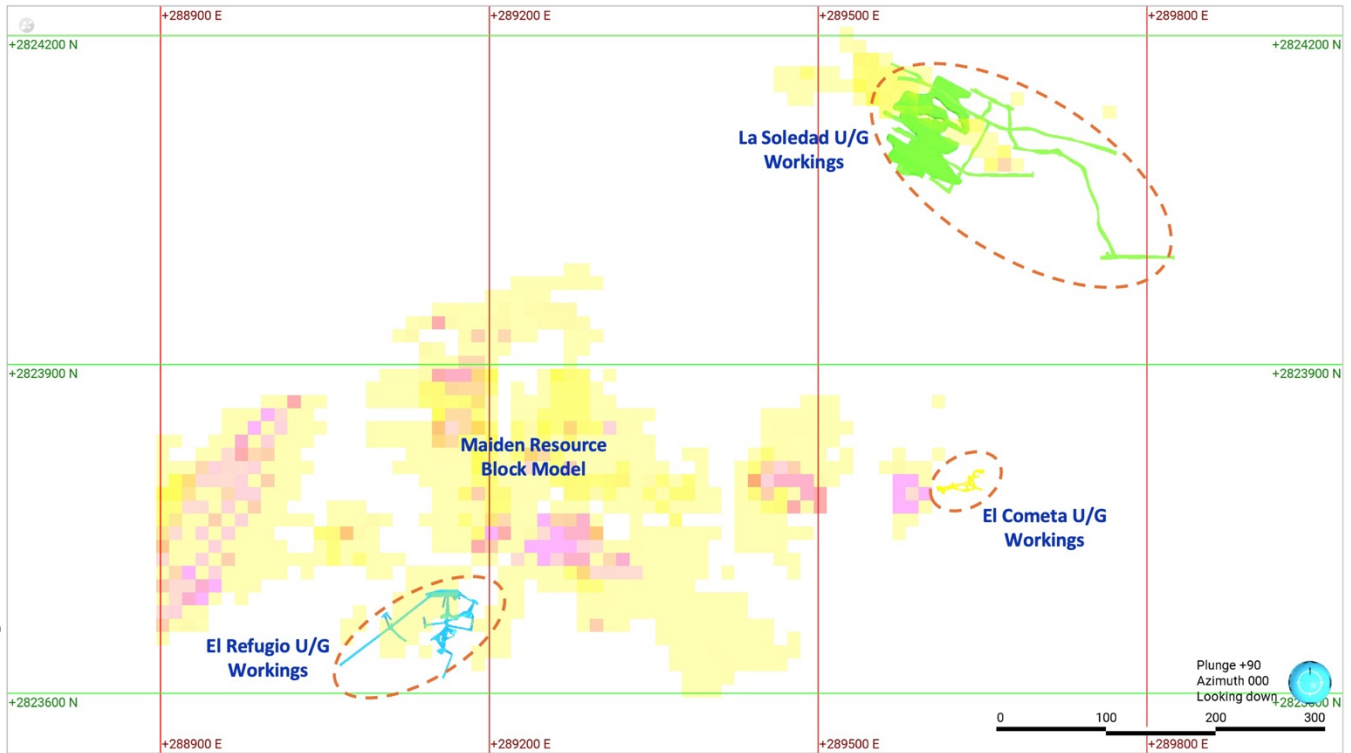 +288900 E
+289200 E
+289500 E
+289800 E
+2824200 N
+2824200 N
La Soledad U/G
Workings
+2823900 N
+2823900 N
Maiden Resource
Block Model
El Cometa U/G
Workings
El Refugio U/G
Workings
Plunge +90
Azimuth 000
Looking down
+2823600 N
+2823600 N
0 100 200 300
+288900 E
+289200 E
+289500 E
+289800 E